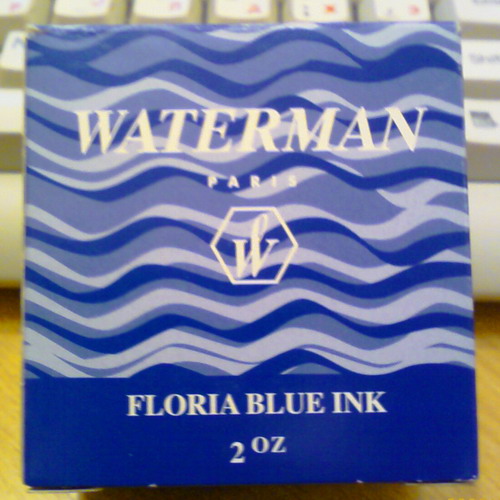 WATERMAN
PARIS
W
FLORIA BLUE INK
2 OZ